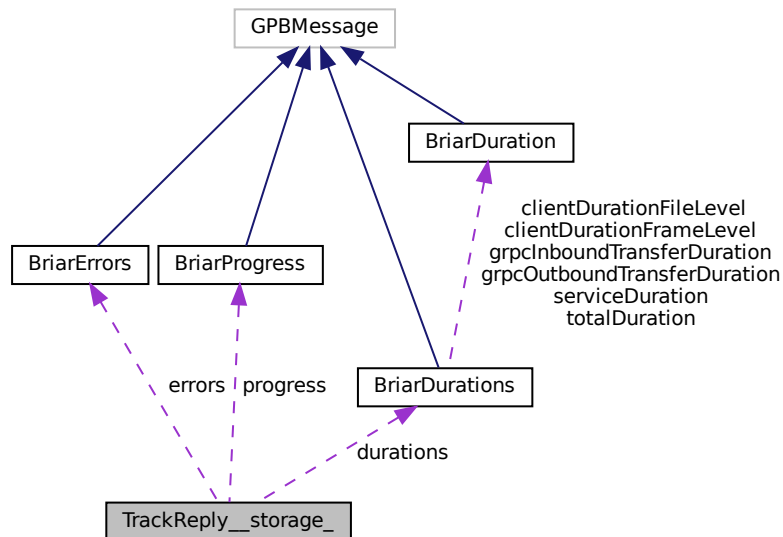 GPBMessage
BriarDuration
clientDurationFileLevel
clientDurationFrameLevel
grpcInboundTransferDuration
grpcOutboundTransferDuration
serviceDuration
totalDuration
BriarErrors
BriarProgress
BriarDurations
errors
progress
durations
TrackReply__storage_